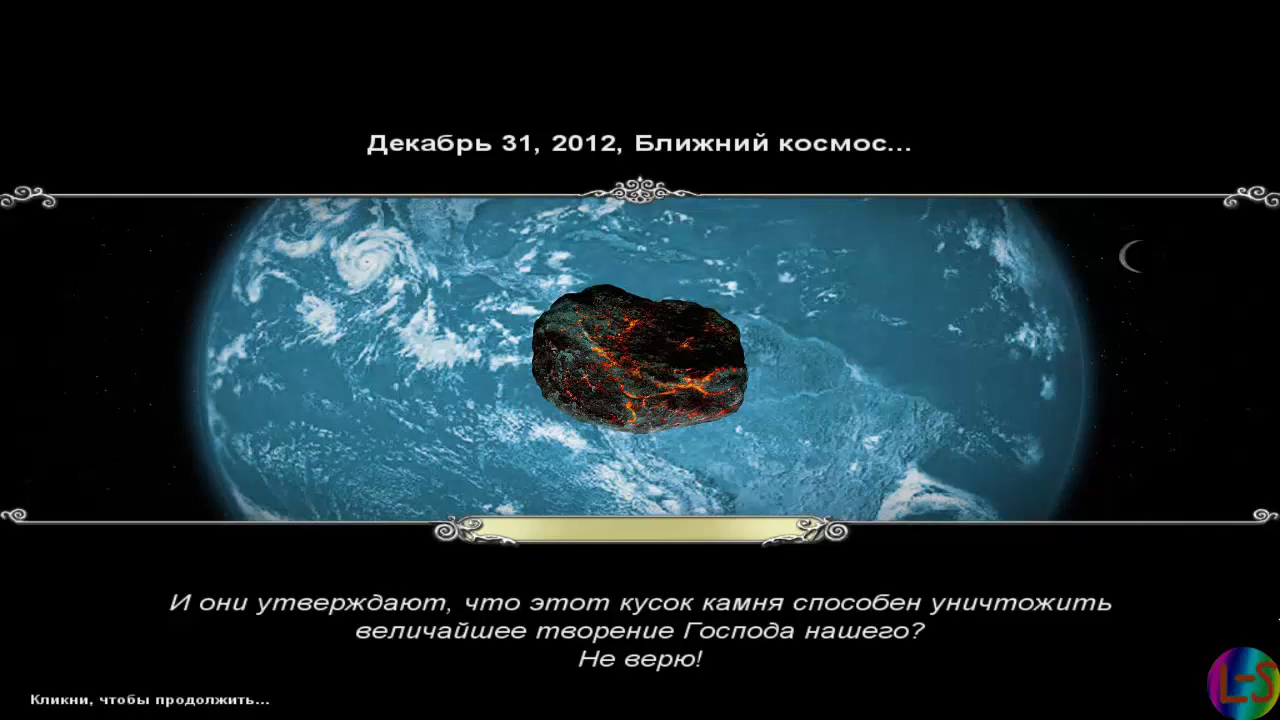 Декабрь 31, 2012, Ближний космос...
И они утверждают, что этот кусок камня способен уничтожить
величайшее творение Господа нашего?
Не верю!
Кликни, чтобы продолжить...
L-S